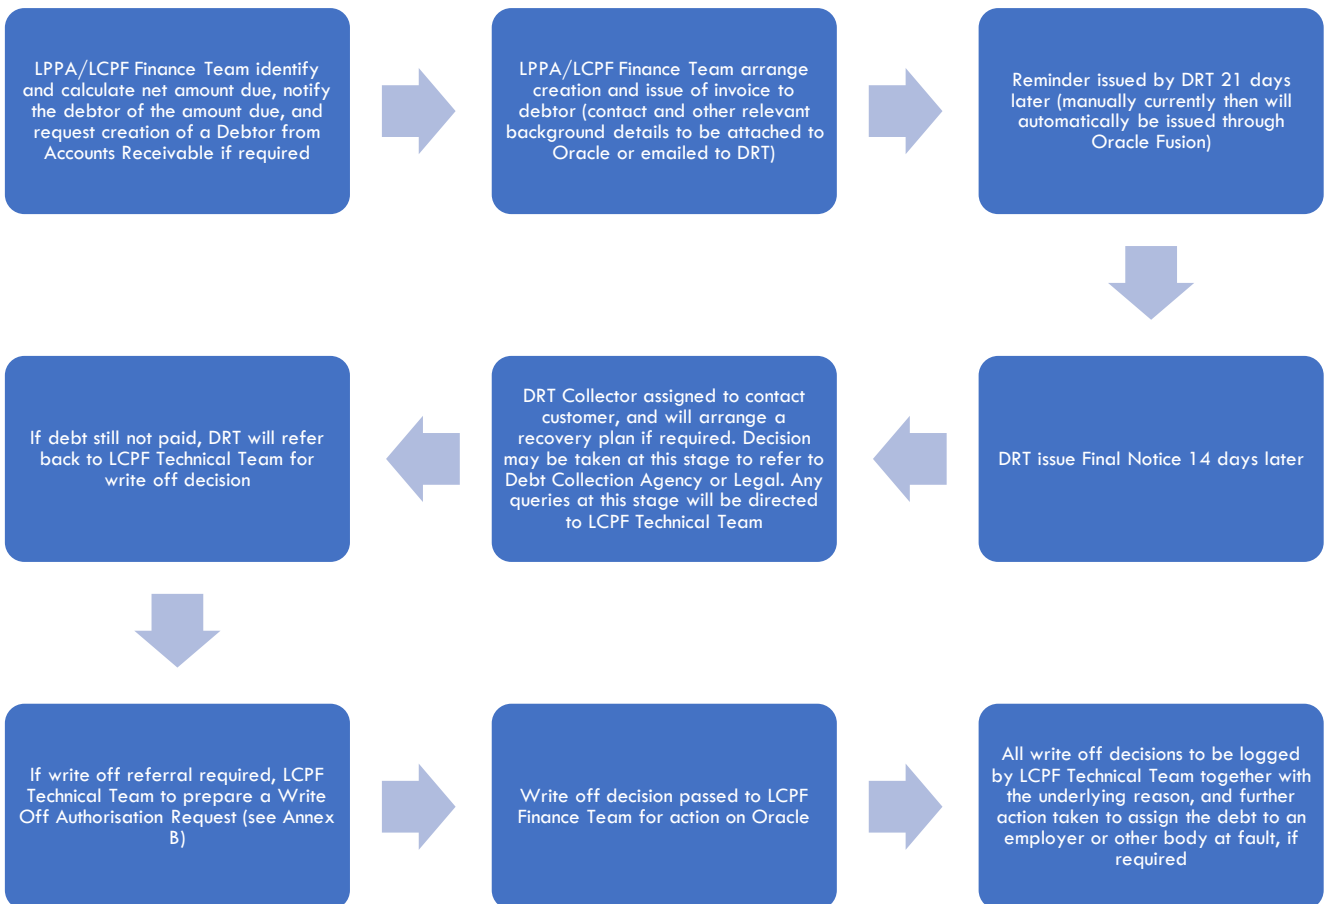 LPPA/LCPF Finance Team identify
and calculate net amount due, notify
the debtor of the amount due, and
request creation of a Debtor from
Accounts Receivable if required
LPPA/LCPF Finance Team arrange
creation and issue of invoice to
debtor (contact and other relevant
background details to be attached to
Oracle or emailed to DRT)
Reminder issued by DRT 21 days
later (manually currently then will
automatically be issued through
Oracle Fusion)
DRT issue Final Notice 14 days later
DRT Collector assigned to contact
customer, and will arrange a
recovery plan if required. Decision
may be taken at this stage to refer to
Debt Collection Agency or Legal. Any
queries at this stage will be directed
to LCPF Technical Team
If debt still not paid, DRT will refer
back to LCPF Technical Team for
write off decision
If write off referral required, LCPF
Technical Team to prepare a Write
Off Authorisation Request (see Annex
B)
Write off decision passed to LCPF
Finance Team for action on Oracle
All write off decisions to be logged
by LCPF Technical Team together with
the underlying reason, and further
action taken to assign the debt to an
employer or other body at fault, if
required